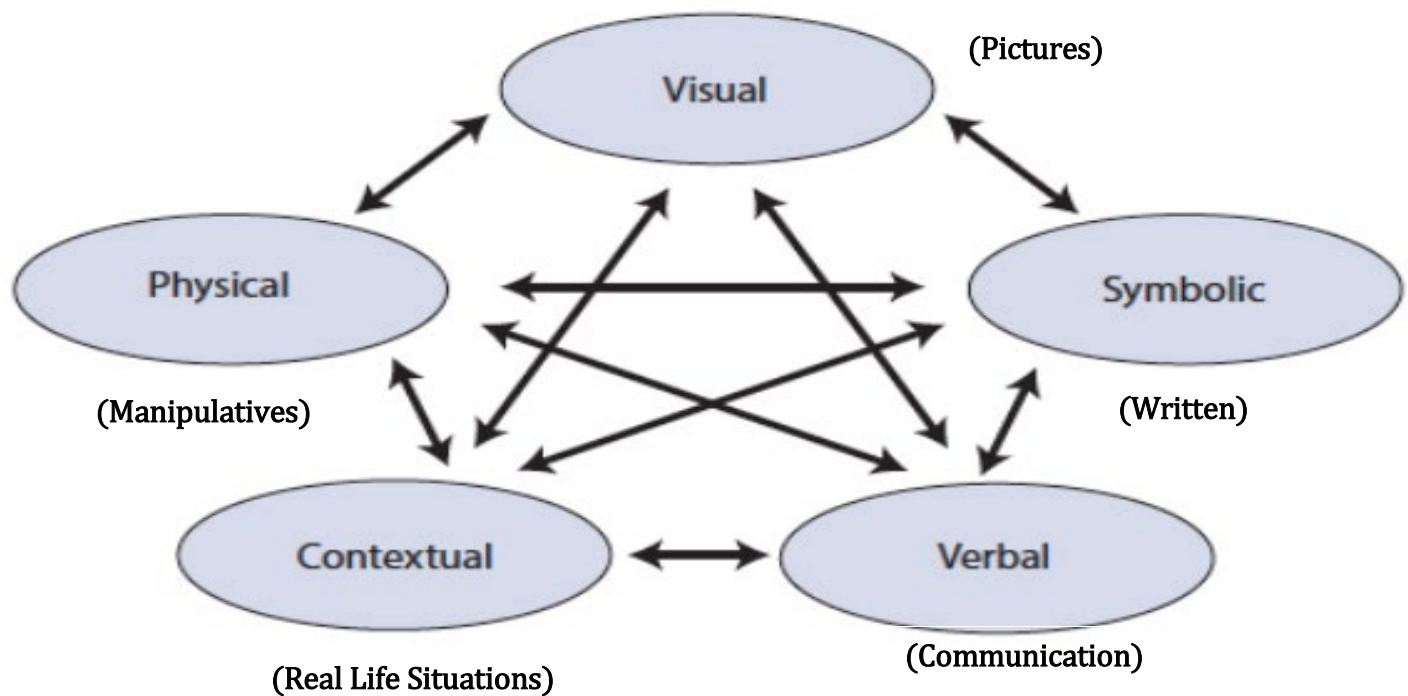 Visual
(Pictures)
Physical
(Manipulatives)
Symbolic
(Written)
Contextual
(Real Life Situations)
Verbal
(Communication)